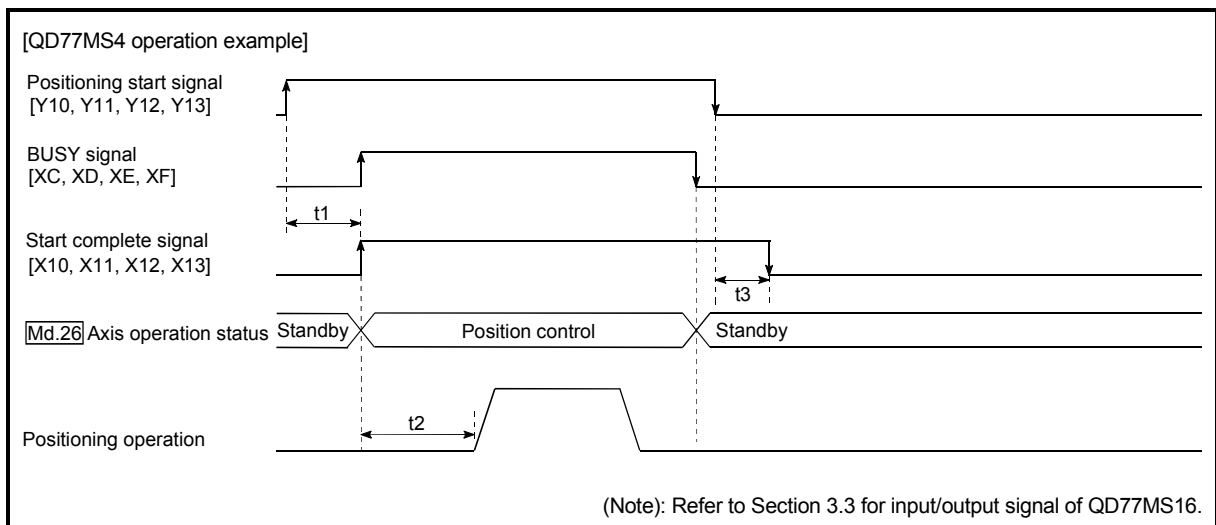 [QD77MS4 operation example]
Positioning start signal
[Y10, Y11, Y12, Y13]
BUSY signal
[XC, XD, XE, XF]
t1
Start complete signal
[X10, X11, X12, X13]
t3
Md.26 Axis operation status Standby Position control Standby
t2
Positioning operation
(Note): Refer to Section 3.3 for input/output signal of QD77MS16.